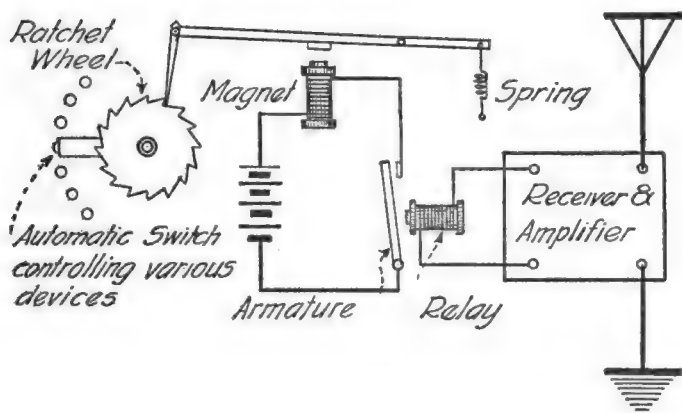 Ratchet
Wheel
Magnet
Spring
Receiver &
Amplifier
Automatic Switch
controlling various
devices
Armature
Relay